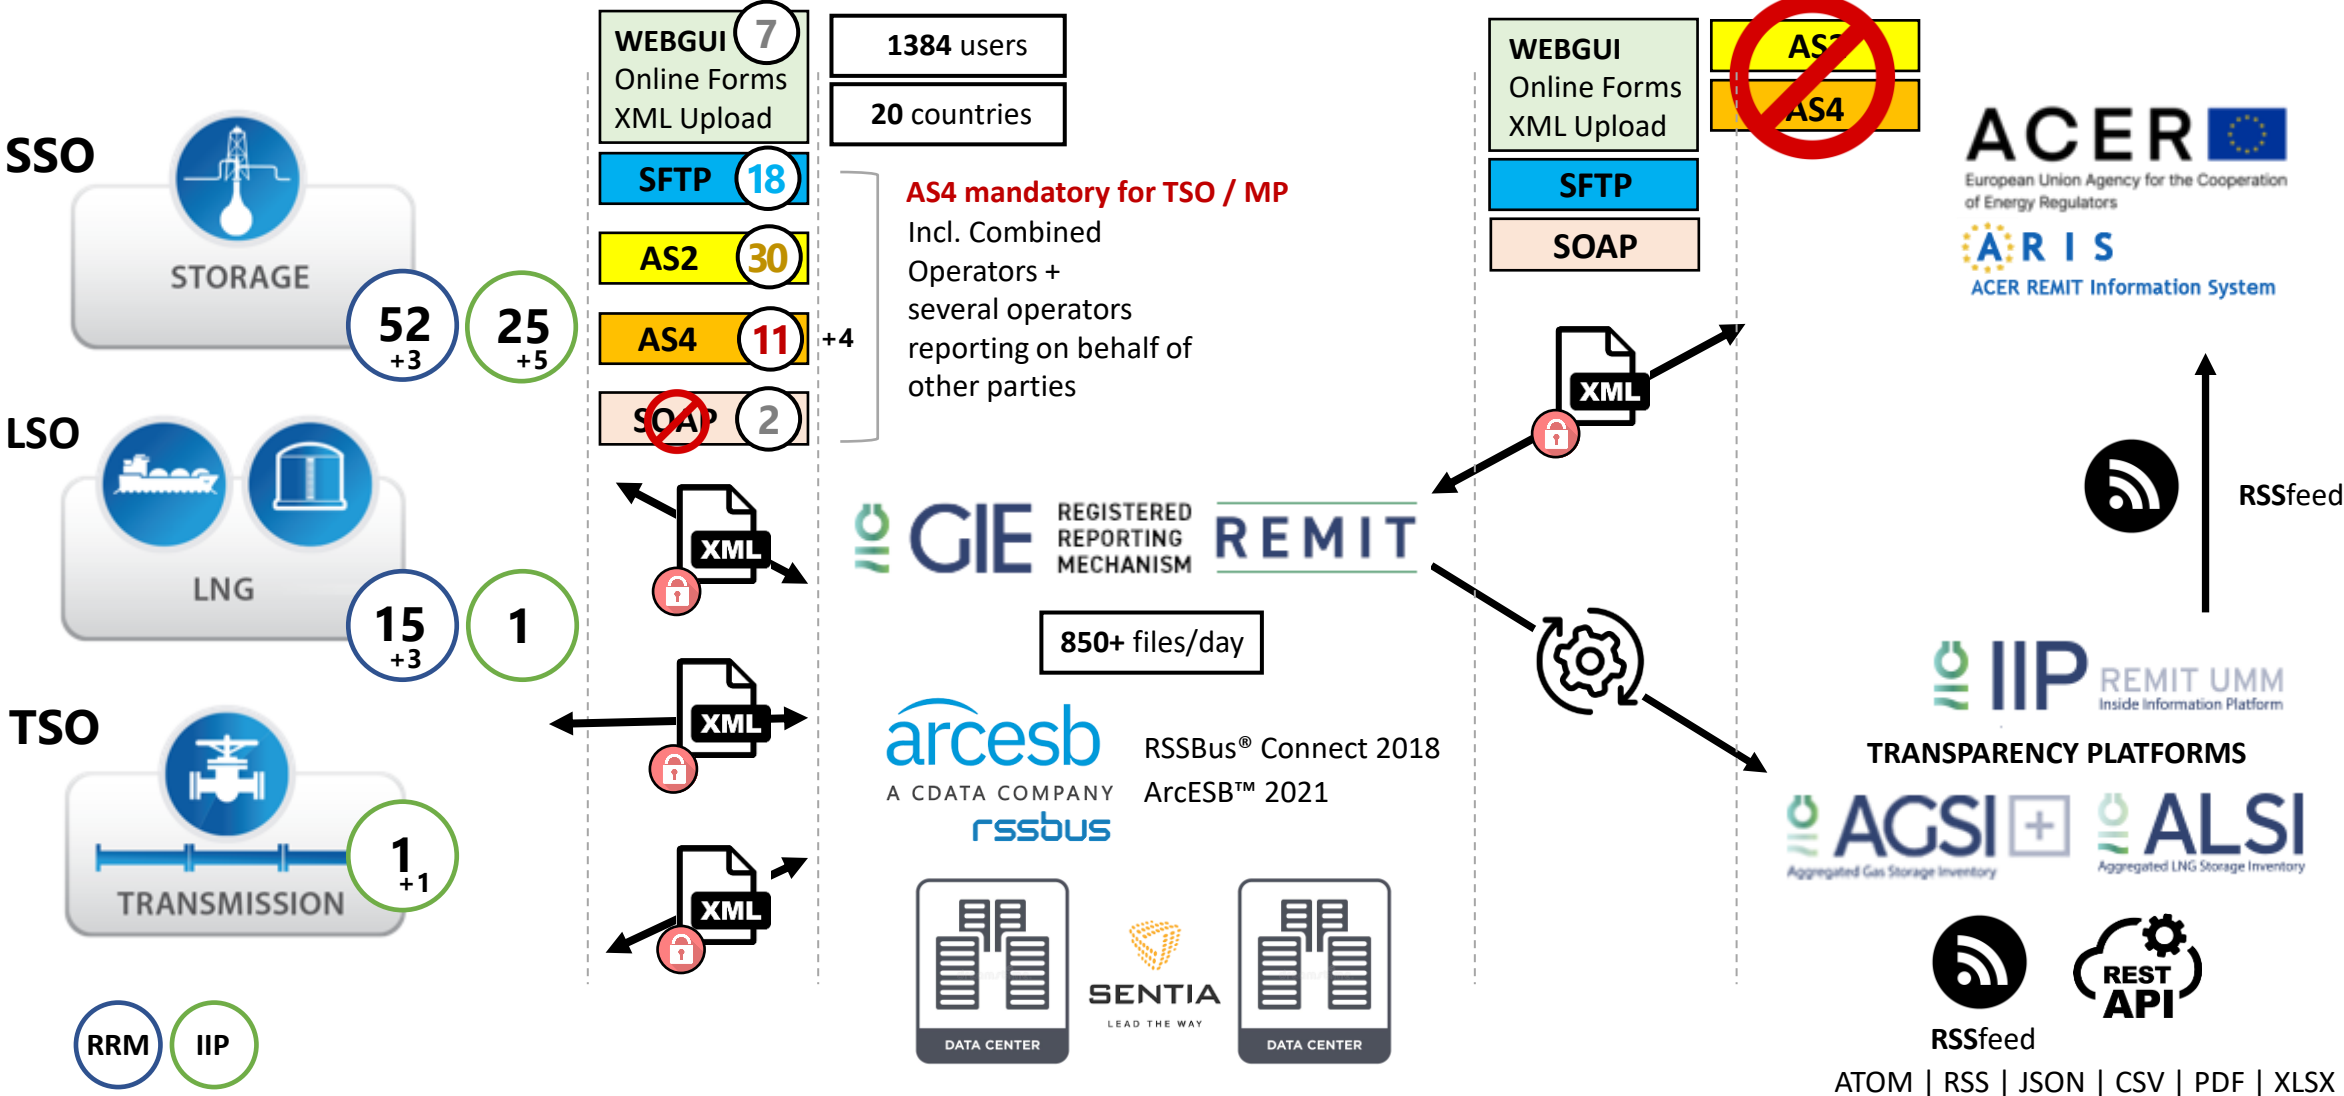 SSO
STORAGE
52
+3
25
+5
LSO
LNG
15
+3
1
TSO
TRANSMISSION
1
+1
RRM
IIP
WEBGUI
7
Online Forms
XML Upload
SFTP
18
AS2
30
AS4
11
+4
SOAP
2
XML
XML
XML
1384 users
20 countries
AS4 mandatory for TSO / MP
Incl. Combined
Operators +
several operators
reporting on behalf of
other parties
GIE
REGISTERED
REPORTING
MECHANISM
REMIT
850+ files/day
arcesb
A CDATA COMPANY
rssbus
RSSBus® Connect 2018
ArcESB™ 2021
DATA CENTER
SENTIA
LEAD THE WAY
DATA CENTER
WEBGUI
Online Forms
XML Upload
SFTP
SOAP
AS4
XML
ACER
European Union Agency for the Cooperation
of Energy Regulators
ARIS
ACER REMIT Information System
RSSfeed
IIP
REMIT UMM
Inside Information Platform
TRANSPARENCY PLATFORMS
AGSI+
Aggregated Gas Storage Inventory
ALSI
Aggregated LNG Storage Inventory
RSSfeed
REST
API
ATOM | RSS | JSON | CSV | PDF | XLSX